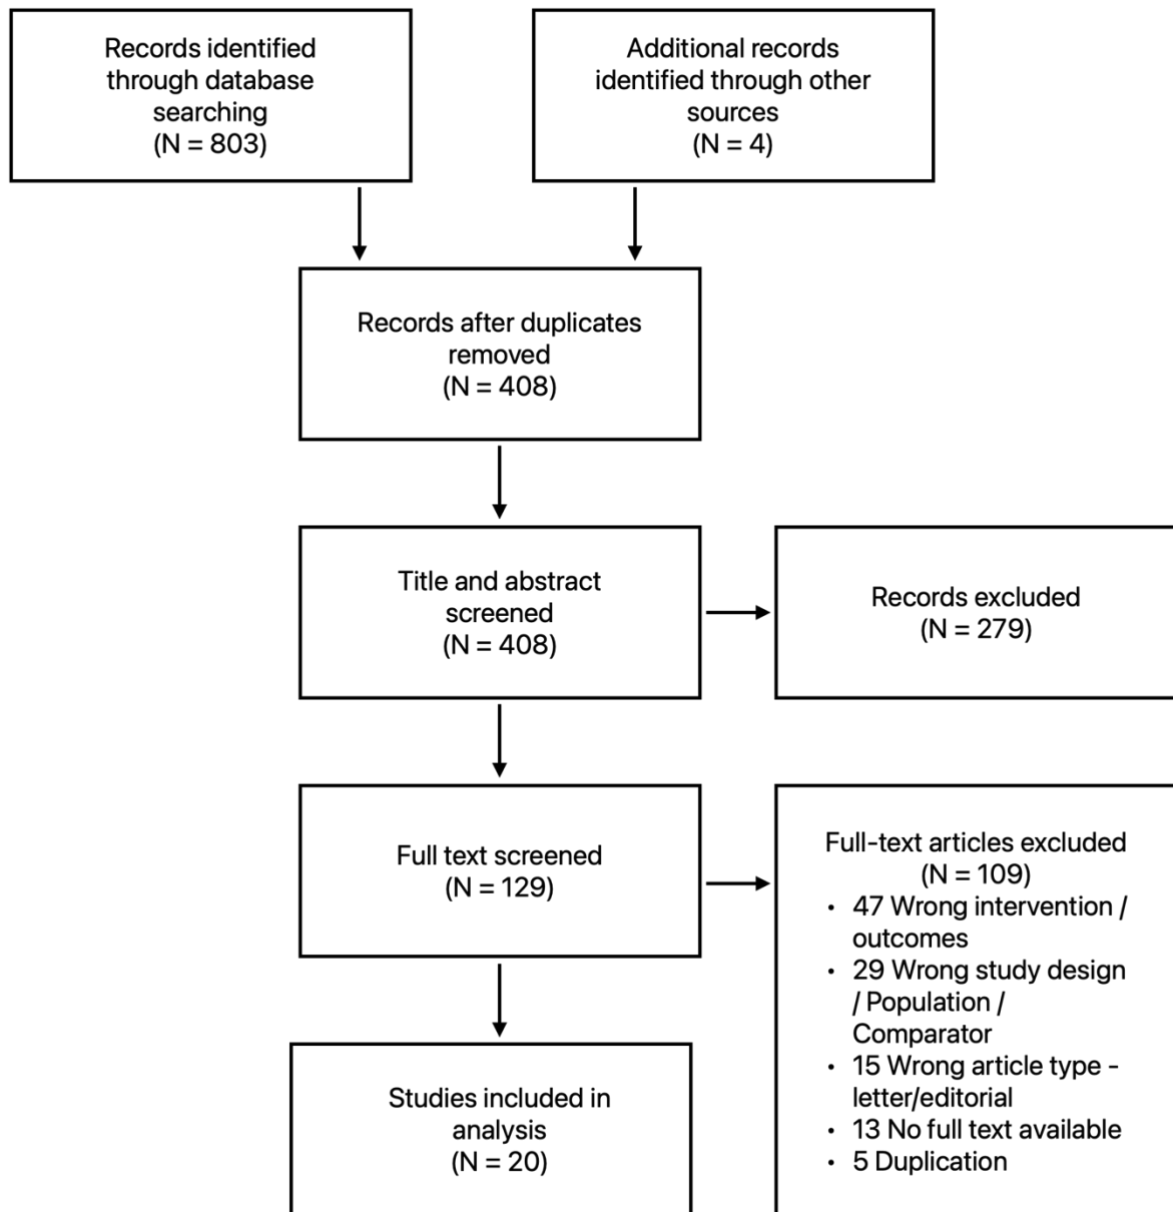 Records identified
through database
searching
(N = 803)
Additional records
identified through other
sources
(N = 4)
Records after duplicates
removed
(N = 408)
Title and abstract
screened
(N = 408)
Records excluded
(N = 279)
Full text screened
(N = 129)
Full-text articles excluded
(N = 109)
• 47 Wrong intervention /
outcomes
• 29 Wrong study design
/ Population /
Comparator
• 15 Wrong article type -
letter/editorial
• 13 No full text available
• 5 Duplication
Studies included in
analysis
(N = 20)